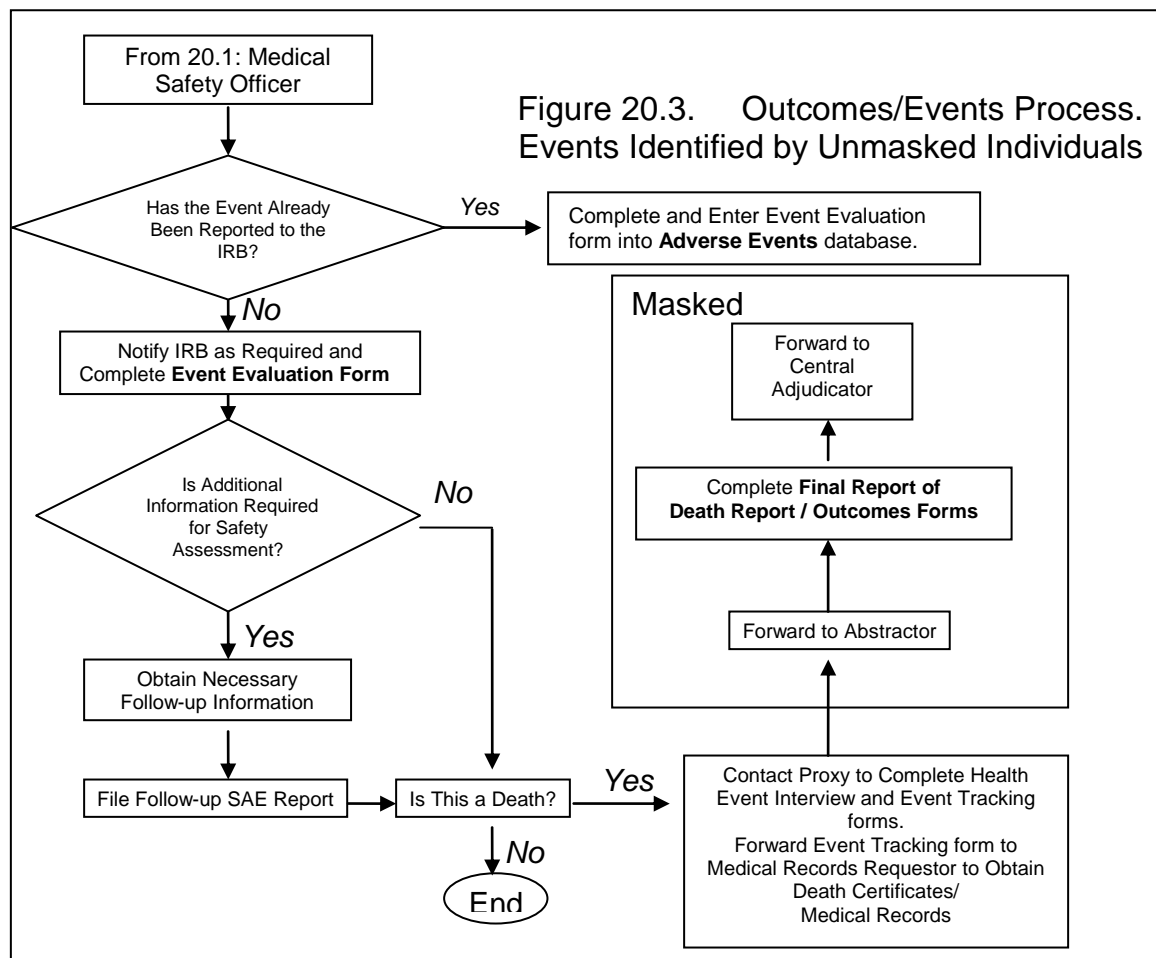 From 20.1: Medical
Safety Officer
Figure 20.3. Outcomes/Events Process.
Events Identified by Unmasked Individuals
Has the Event Already
Been Reported to the
IRB?
Yes
Complete and Enter Event Evaluation
form into Adverse Events database.
No
Notify IRB as Required and
Complete Event Evaluation Form
Masked
Forward to
Central
Adjudicator
Complete Final Report of
Death Report / Outcomes Forms
Forward to Abstractor
Is Additional
Information Required
for Safety
Assessment?
No
Yes
Obtain Necessary
Follow-up Information
File Follow-up SAE Report
Is This a Death?
Yes
No
End
Contact Proxy to Complete Health
Event Interview and Event Tracking
forms.
Forward Event Tracking form to
Medical Records Requestor to Obtain
Death Certificates/
Medical Records